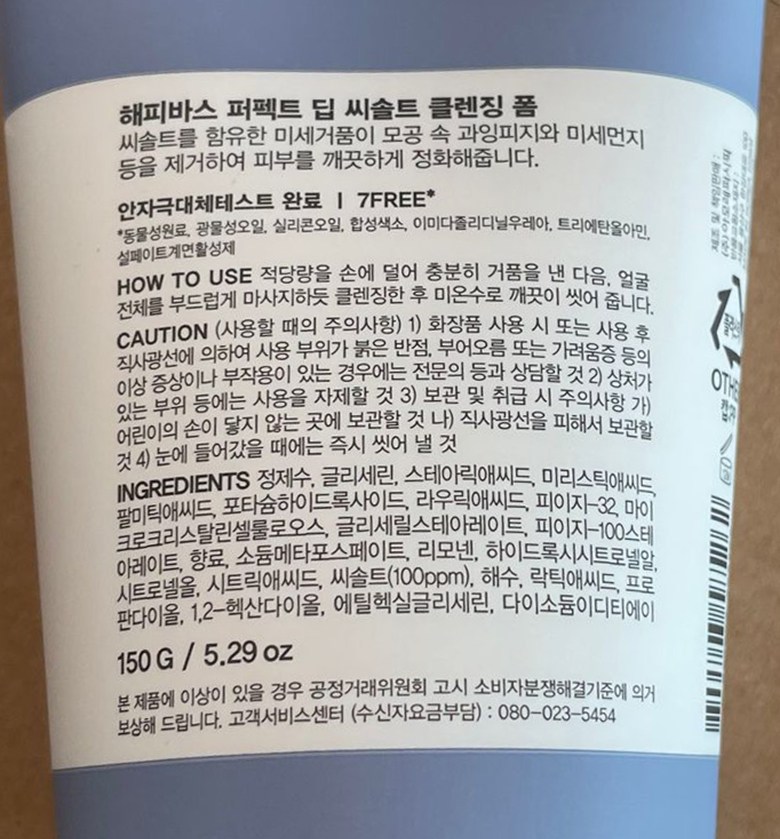 해피바스 퍼펙트 딥 씨솔트 클렌징 폼
씨솔트를 함유한 미세거품이 모공 속 과잉피지와 미세먼지
등을 제거하여 피부를 깨끗하게 정화해줍니다.
안자극대체테스트 완료 | 7FREE*
*동물성원료, 광물성오일, 실리콘오일, 합성색소, 이미다졸리디닐우레아, 트리에탄올아민,
설페이트계면활성제
HOW TO USE 적당량을 손에 덜어 충분히 거품을 낸 다음, 얼굴
전체를 부드럽게 마사지하듯 클렌징한 후 미온수로 깨끗이 씻어 줍니다.
CAUTION (사용할 때의 주의사항) 1) 화장품 사용 시 또는 사용 후
직사광선에 의하여 사용 부위가 붉은 반점, 부어오름 또는 가려움증 등의
이상 증상이나 부작용이 있는 경우에는 전문의 등과 상담할 것 2) 상처가
있는 부위 등에는 사용을 자제할 것 3) 보관 및 취급 시 주의사항 가)
어린이의 손이 닿지 않는 곳에 보관할 것 나) 직사광선을 피해서 보관할
것 4) 눈에 들어갔을 때에는 즉시 씻어 낼 것
INGREDIENTS 정제수, 글리세린, 스테아릭애씨드, 미리스틱애씨드,
팔미틱애씨드, 포타슘하이드록사이드, 라우릭애씨드, 피이지-32, 마이
크로크리스탈린셀룰로오스, 글리세릴스테아레이트, 피이지-100스테
아레이트, 향료, 소듐메타포스페이트, 리모넨, 하이드록시시트로넬알,
시트로넬올, 시트릭애씨드, 씨솔트(100ppm), 해수, 락틱애씨드, 프로
판다이올, 1,2-헥산다이올, 에틸헥실글리세린, 다이소듐이디티에이
150 G / 5.29 oz
본 제품에 이상이 있을 경우 공정거래위원회 고시 소비자분쟁해결기준에 의거
보상해 드립니다. 고객서비스센터 (수신자요금부담) : 080-023-5454
제조 및 책임판매 :
OTHE